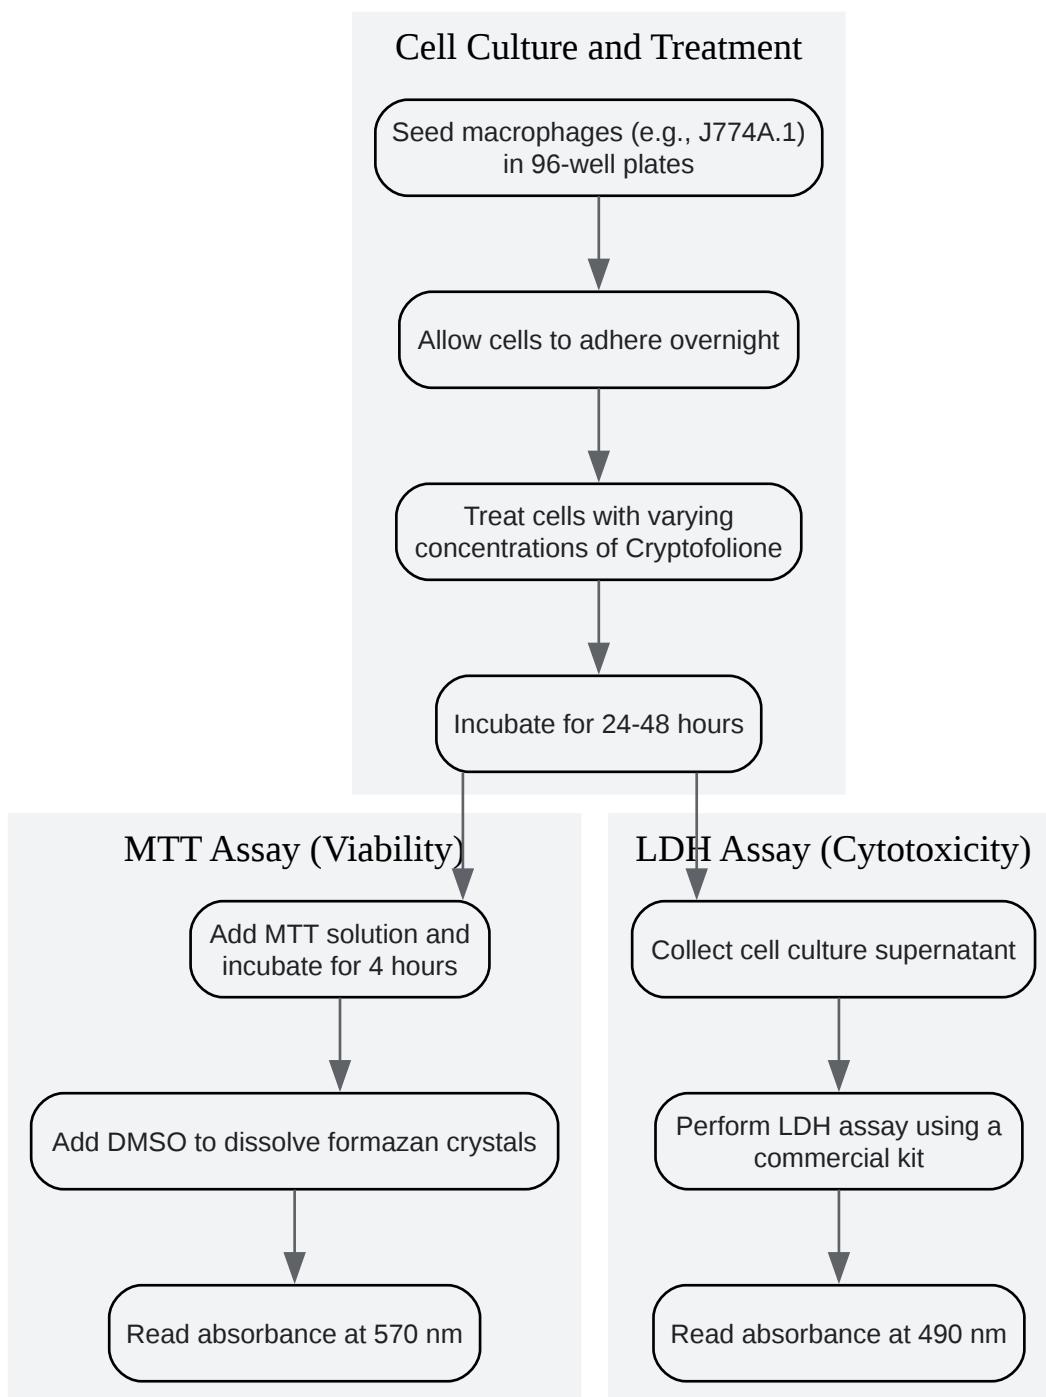 Cell Culture and Treatment
Seed macrophages (e.g., J774A.1)
in 96-well plates
Allow cells to adhere overnight
Treat cells with varying
concentrations of Cryptofolione
Incubate for 24-48 hours
MTT Assay (Viability)
Add MTT solution and
incubate for 4 hours
Add DMSO to dissolve formazan crystals
Read absorbance at 570 nm
LDH Assay (Cytotoxicity)
Collect cell culture supernatant
Perform LDH assay using a
commercial kit
Read absorbance at 490 nm